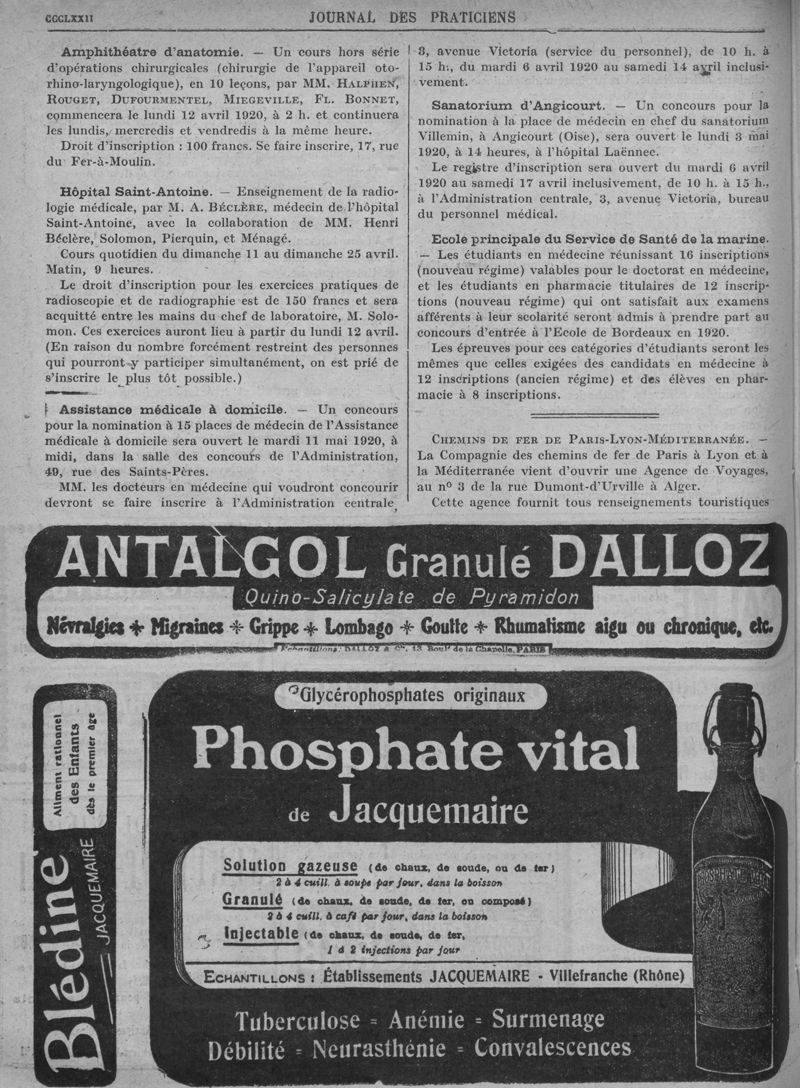 CCCLXXII
JOURNAL DES PRATICIENS
Amphithéatre d'anatomie. — Un cours hors série
d'opérations chirurgicales (chirurgie de l'appareil oto-
rhino-laryngologique), en 10 leçons, par MM. HALPHEN,
ROUGET, DUFOURMENTEL, MIEGEVILLE, FL. BONNET,
commencera le lundi 12 avril 1920, à 2 h. et continuera
les lundis, mercredis et vendredis à la même heure.
Droit d'inscription : 100 francs. Se faire inscrire, 17, rue
du Fer-à-Moulin.
Hôpital Saint-Antoine. — Enseignement de la radio-
logie médicale, par M. A. BÉCLÈRE, médecin de l'hôpital
Saint-Antoine, avec la collaboration de MM. Henri
Béclère, Solomon, Pierquin, et Ménagé.
Cours quotidien du dimanche 11 au dimanche 25 avril.
Matin, 9 heures.
Le droit d'inscription pour les exercices pratiques de
radioscopie et de radiographie est de 150 francs et sera
acquitté entre les mains du chef de laboratoire, M. Solo-
mon. Ces exercices auront lieu à partir du lundi 12 avril.
(En raison du nombre forcément restreint des personnes
qui pourront y participer simultanément, on est prié de
s'inscrire le plus tôt possible.)
Assistance médicale à domicile. — Un concours
pour la nomination à 15 places de médecin de l'Assistance
médicale à domicile sera ouvert le mardi 11 mai 1920, à
midi, dans la salle des concours de l'Administration,
49, rue des Saints-Pères.
MM. les docteurs en médecine qui voudront concourir
devront se faire inscrire à l'Administration centrale,
3, avenue Victoria (service du personnel), de 10 h. à
15 h., du mardi 6 avril 1920 au samedi 14 avril inclusi-
vement.
Sanatorium d'Angicourt. — Un concours pour la
nomination à la place de médecin en chef du sanatorium
Villemin, à Angicourt (Oise), sera ouvert le lundi 3 mai
1920, à 14 heures, à l'hôpital Laënnec.
Le registre d'inscription sera ouvert du mardi 6 avril
1920 au samedi 17 avril inclusivement, de 10 h. à 15 h.,
à l'Administration centrale, 3, avenue Victoria, bureau
du personnel médical.
Ecole principale du Service de Santé de la marine.
— Les étudiants en médecine réunissant 16 inscriptions
(nouveau régime) valables pour le doctorat en médecine,
et les étudiants en pharmacie titulaires de 12 inscrip-
tions (nouveau régime) qui ont satisfait aux examens
afférents à leur scolarité seront admis à prendre part au
concours d'entrée à l'Ecole de Bordeaux en 1920.
Les épreuves pour ces catégories d'étudiants seront les
mêmes que celles exigées des candidats en médecine à
12 inscriptions (ancien régime) et des élèves en phar-
macie à 8 inscriptions.
CHEMINS DE FER DE PARIS-LYON-MÉDITERRANÉE. —
La Compagnie des chemins de fer de Paris à Lyon et à
la Méditerranée vient d'ouvrir une Agence de Voyages,
au nº 3 de la rue Dumont-d'Urville à Alger.
Cette agence fournit tous renseignements touristiques
ANTALGOL Granulé DALLOZ
Quino-Salicylate de Pyramidon
Névralgies * Migraines * Grippe * Lombago * Goutte * Rhumatisme aigu ou chronique, etc.
Echantillons: DALLOZ & Cie, 13 Boulᵈ de la Chapelle, PARIS
Aliment rationnel
des Enfants
dès le premier âge
Blédine
JACQUEMAIRE
Glycérophosphates originaux
Phosphate vital
de Jacquemaire
Solution gazeuse (de chaux, de soude, ou de fer)
2 à 4 cuill. à soupe par jour, dans la boisson
Granulé (de chaux, de soude, de fer, ou composé)
2 à 4 cuill. à café par jour, dans la boisson
Injectable (de chaux, de soude, de fer,
1 à 2 injections par jour
ECHANTILLONS : Établissements JACQUEMAIRE - Villefranche (Rhône)
Tuberculose = Anémie = Surmenage
Débilité = Neurasthénie = Convalescences